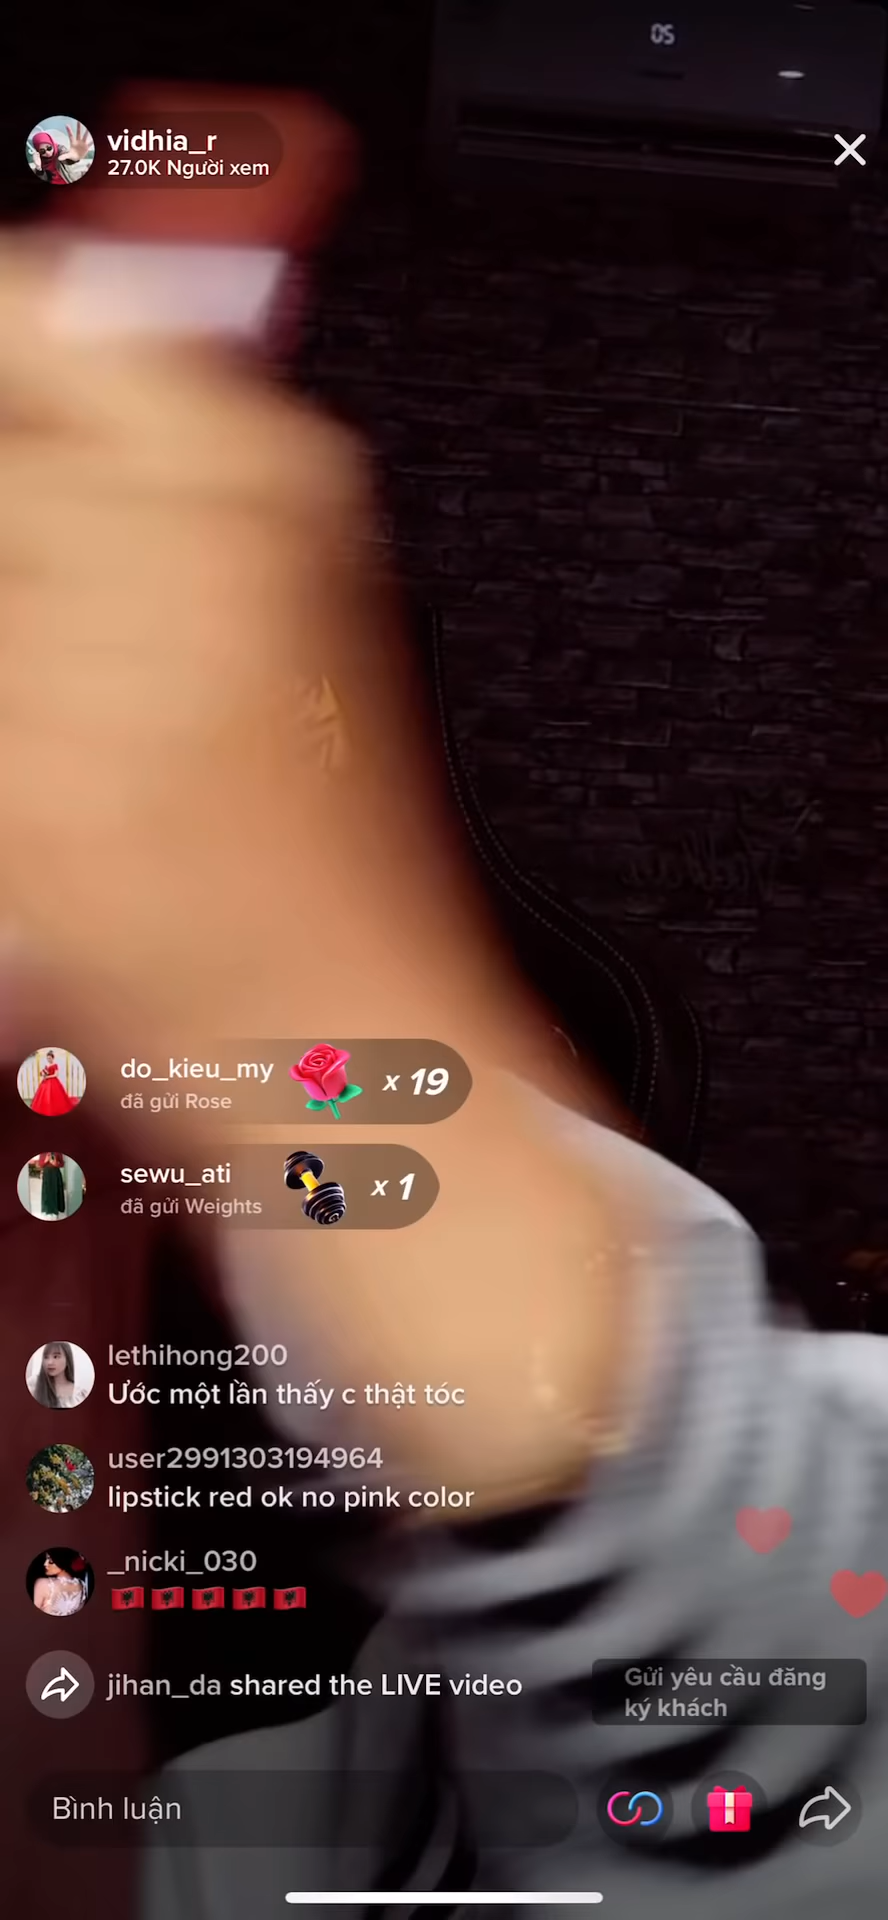 05
vidhia_r
27.0K Người xem
do_kieu_my
đã gửi Rose
x 19
sewu_ati
đã gửi Weights
x 1
lethihong200
Ước một lần thấy c thật tóc
user2991303194964
lipstick red ok no pink color
_nicki_030
🇦🇱🇦🇱🇦🇱🇦🇱🇦🇱
jihan_da shared the LIVE video
Gửi yêu cầu đăng
ký khách
Bình luận